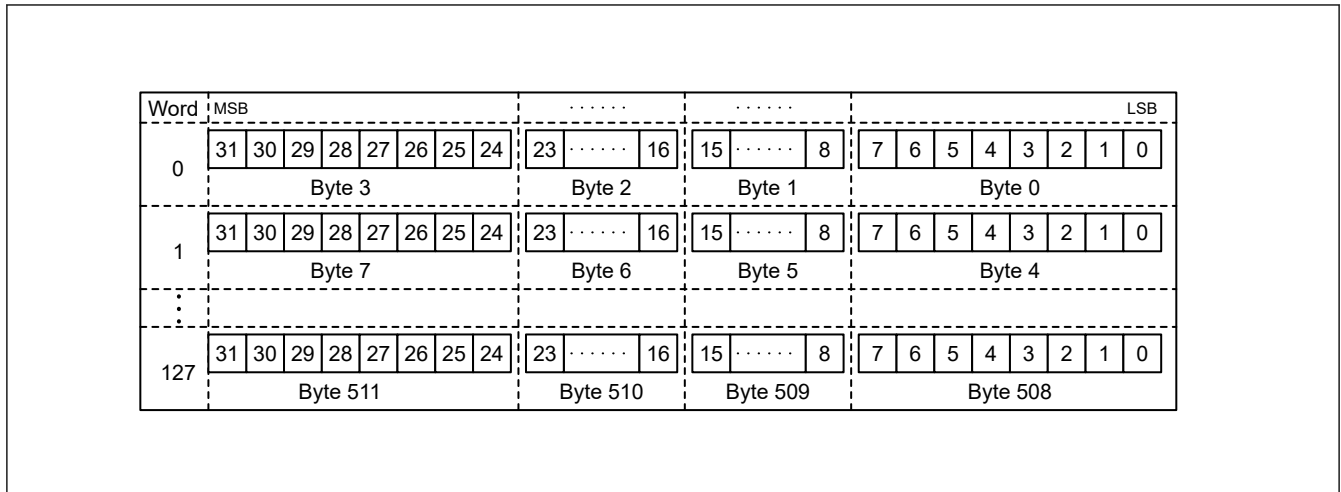 Word MSB · · · · · · · · · · · · LSB
0 31 30 29 28 27 26 25 24 23 · · · · · · 16 15 · · · · · · 8 7 6 5 4 3 2 1 0
Byte 3 Byte 2 Byte 1 Byte 0
1 31 30 29 28 27 26 25 24 23 · · · · · · 16 15 · · · · · · 8 7 6 5 4 3 2 1 0
Byte 7 Byte 6 Byte 5 Byte 4
⋮
127 31 30 29 28 27 26 25 24 23 · · · · · · 16 15 · · · · · · 8 7 6 5 4 3 2 1 0
Byte 511 Byte 510 Byte 509 Byte 508